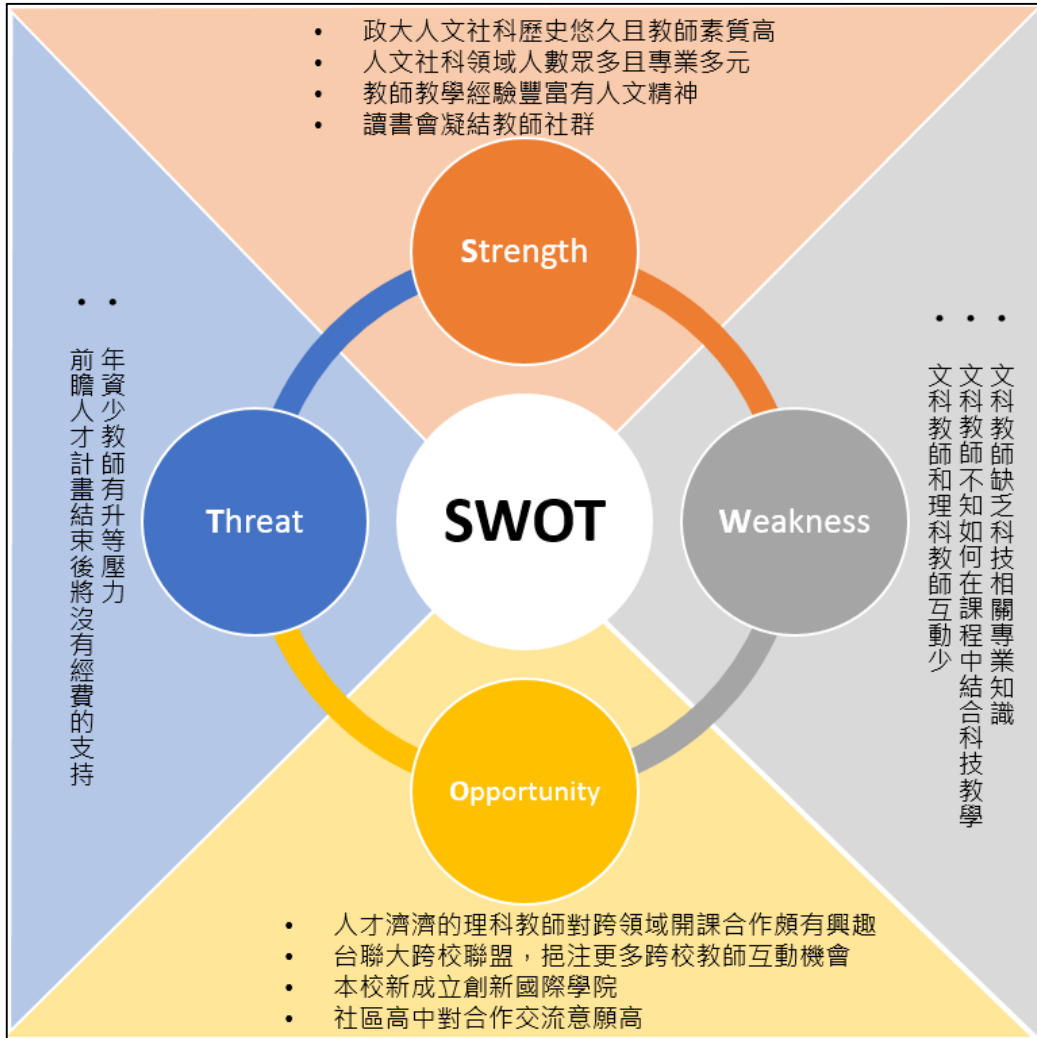 • 政大人文社科歷史悠久且教師素質高
• 人文社科領域人數眾多且專業多元
• 教師教學經驗豐富有人文精神
• 讀書會凝結教師社群
Strength
• 文科教師缺乏科技相關專業知識
• 文科教師不知如何在課程中結合科技教學
• 文科教師和理科教師互動少
• 年資少教師有升等壓力
• 前瞻人才計畫結束後將沒有經費的支持
Threat
SWOT
Weakness
Opportunity
• 人才濟濟的理科教師對跨領域開課合作頗有興趣
• 台聯大跨校聯盟，挹注更多跨校教師互動機會
• 本校新成立創新國際學院
• 社區高中對合作交流意願高